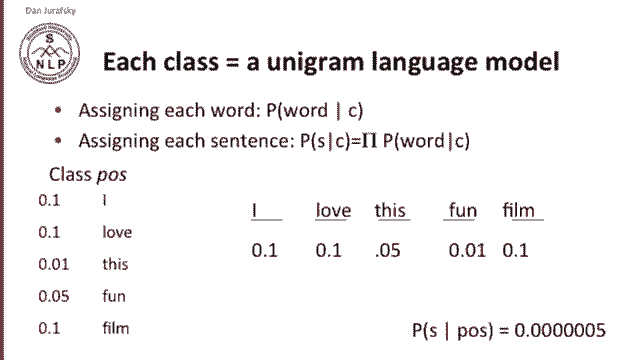 Dan Jurafsky
S
N L P
Each class = a unigram language model
• Assigning each word: P(word | c)
• Assigning each sentence: P(s|c)=Π P(word|c)
Class pos
0.1 I
0.1 love
0.01 this
0.05 fun
0.1 film
I love this fun film
0.1 0.1 .05 0.01 0.1
P(s | pos) = 0.0000005